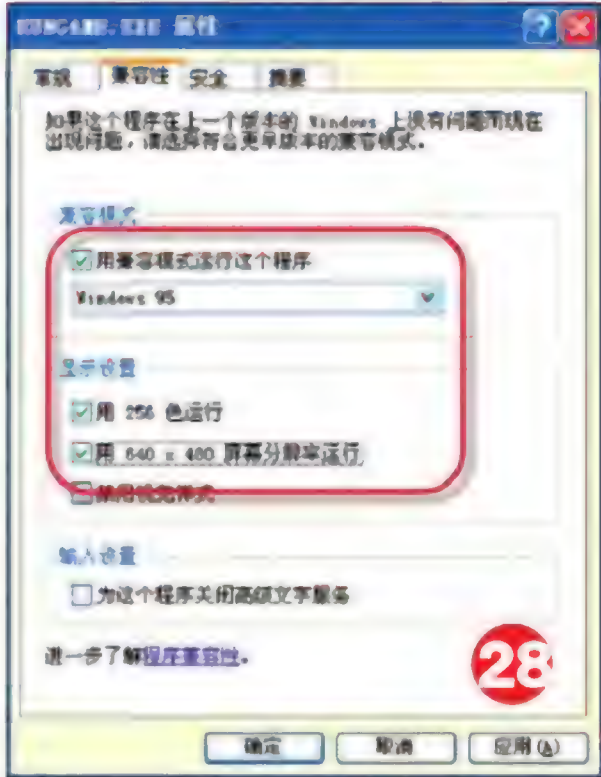 RUNGAME.EXE 属性
常规 兼容性 安全 摘要
如果这个程序在上一个版本的 Windows 上没有问题而现在
出现问题,请选择符合更早版本的兼容模式。
兼容模式
用兼容模式运行这个程序
Windows 95
显示设置
用 256 色运行
用 640 x 480 屏幕分辨率运行
禁用视觉样式
输入设置
为这个程序关闭高级文字服务
进一步了解程序兼容性。
28
确定 取消 应用(A)